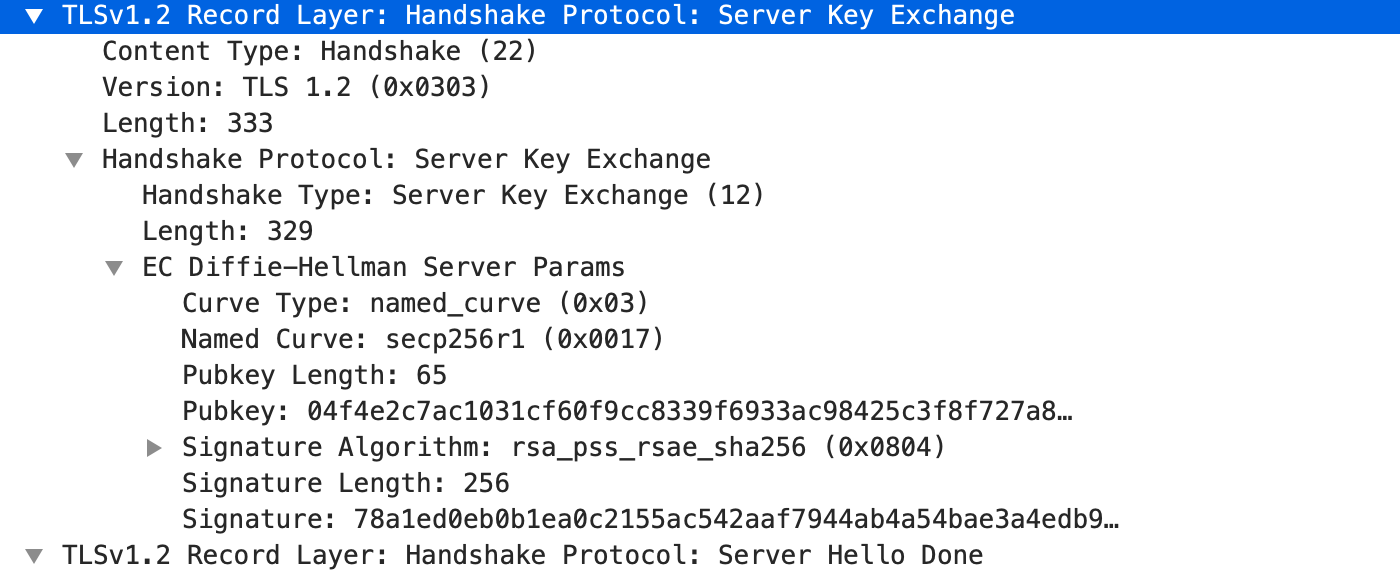 TLSv1.2 Record Layer: Handshake Protocol: Server Key Exchange
Content Type: Handshake (22)
Version: TLS 1.2 (0x0303)
Length: 333
Handshake Protocol: Server Key Exchange
Handshake Type: Server Key Exchange (12)
Length: 329
EC Diffie-Hellman Server Params
Curve Type: named_curve (0x03)
Named Curve: secp256r1 (0x0017)
Pubkey Length: 65
Pubkey: 04f4e2c7ac1031cf60f9cc8339f6933ac98425c3f8f727a8…
Signature Algorithm: rsa_pss_rsae_sha256 (0x0804)
Signature Length: 256
Signature: 78a1ed0eb0b1ea0c2155ac542aaf7944ab4a54bae3a4edb9…
TLSv1.2 Record Layer: Handshake Protocol: Server Hello Done